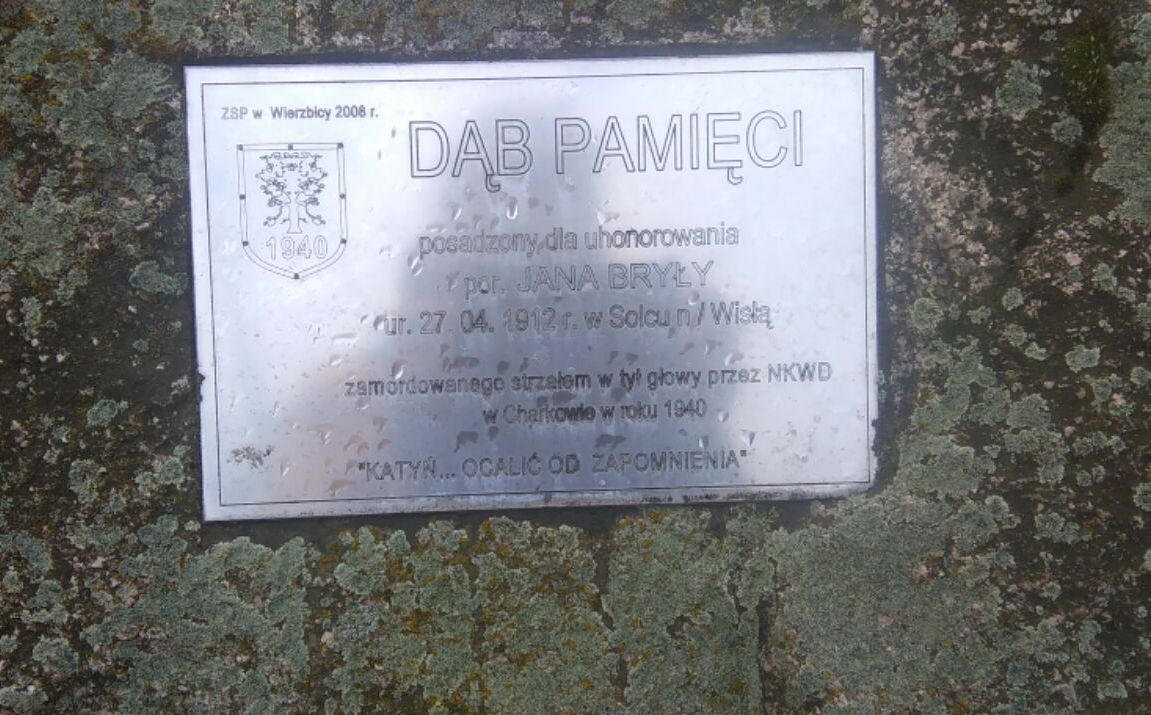 ZSP w Wierzbicy 2008 r.
DĄB PAMIĘCI
1940
posadzony dla uhonorowania
por. JANA BRYŁY
ur. 27. 04. 1912 r. w Solcu n / Wisłą
zamordowanego strzałem w tył głowy przez NKWD
w Charkowie w roku 1940
"KATYŃ... OCALIĆ OD ZAPOMNIENIA"